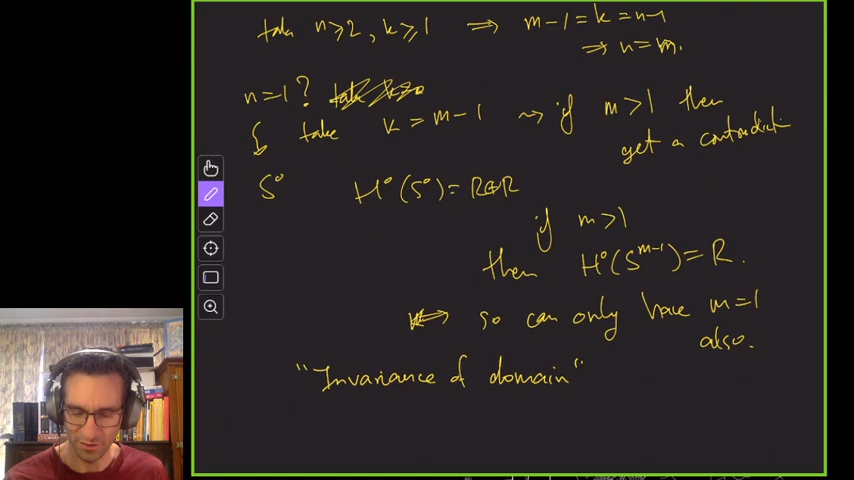 take n≥2, k≥1 ⟹ m-1=k=n-1
⟹ n=m.
n=1?
take k=m-1 ⇝ if m>1 then
get a contradiction
S⁰ H⁰(S⁰)=R⊕R
if m>1
then H⁰(S^{m-1})=R.
so can only have m=1
also.
"Invariance of domain"